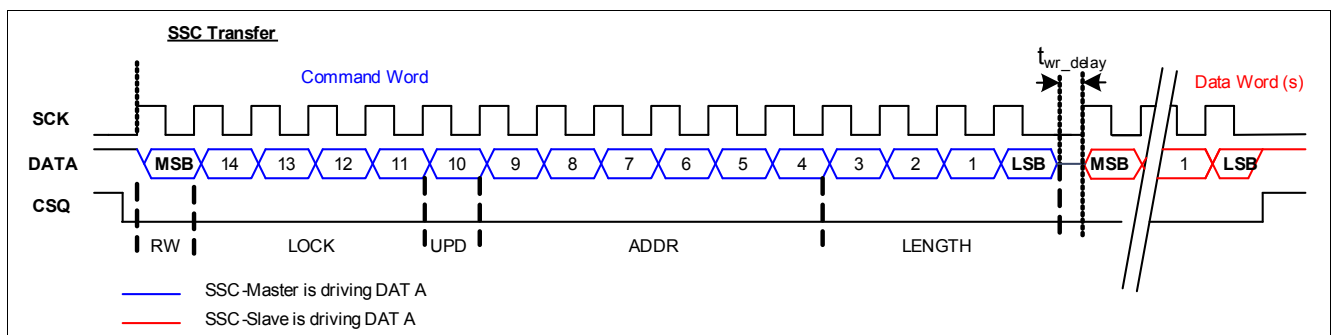 SSC Transfer
Command Word
t_wr_delay
Data Word (s)
SCK
DATA MSB 14 13 12 11 10 9 8 7 6 5 4 3 2 1 LSB MSB 1 LSB
CSQ
RW LOCK UPD ADDR LENGTH
SSC-Master is driving DAT A
SSC-Slave is driving DAT A